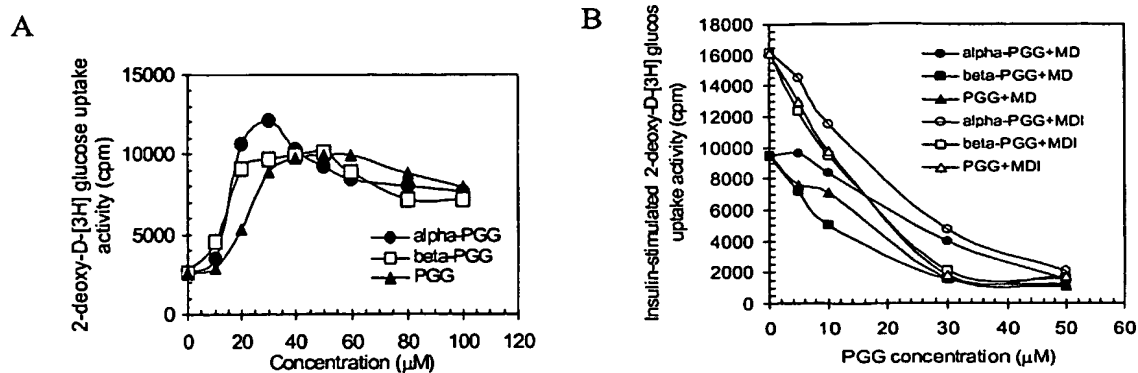 A
2-deoxy-D-[3H] glucose uptake
activity (cpm)
15000
10000
5000
0
0 20 40 60 80 100 120
Concentration (µM)
alpha-PGG
beta-PGG
PGG
B
Insulin-stimulated 2-deoxy-D-[3H] glucos
uptake activity (cpm)
18000
16000
14000
12000
10000
8000
6000
4000
2000
0
0 10 20 30 40 50 60
PGG concentration (µM)
alpha-PGG+MD
beta-PGG+MD
PGG+MD
alpha-PGG+MDI
beta-PGG+MDI
PGG+MDI